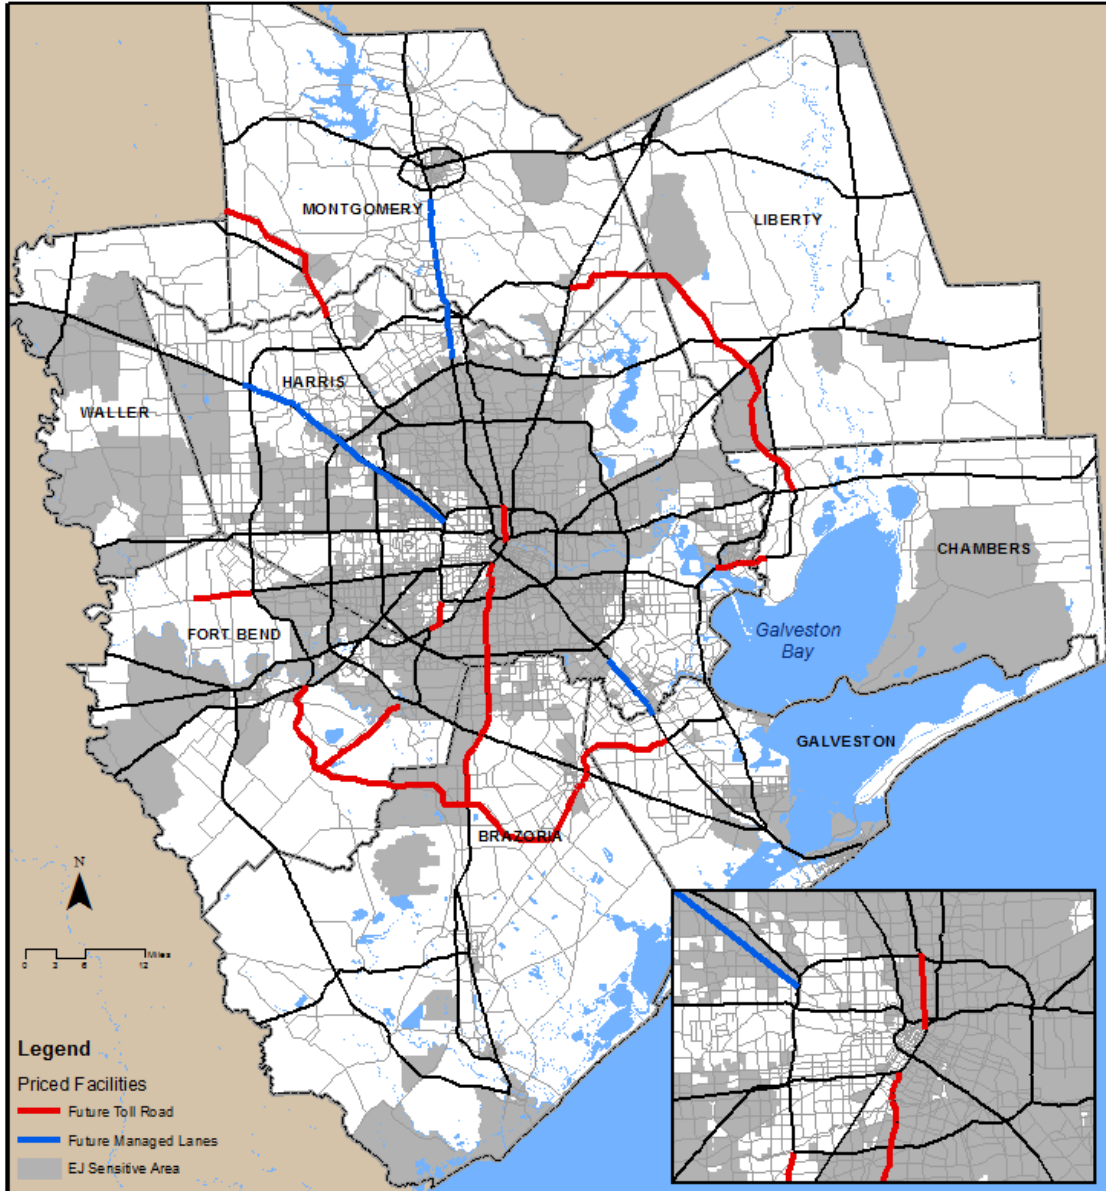 MONTGOMERY
LIBERTY
HARRIS
WALLER
CHAMBERS
FORT BEND
Galveston
Bay
GALVESTON
BRAZORIA
N
Miles
0 3 6 12
Legend
Priced Facilities
Future Toll Road
Future Managed Lanes
EJ Sensitive Area